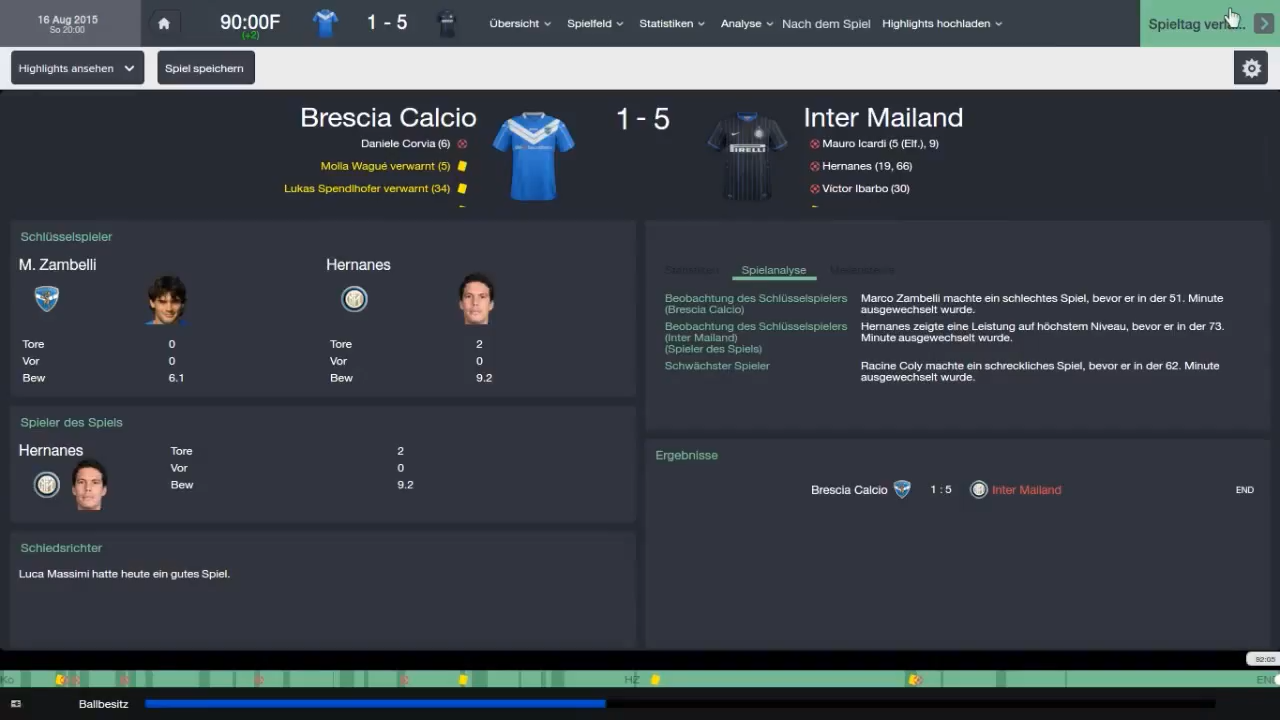 16 Aug 2015
So 20:00
90:00F
(+2)
1 - 5
Übersicht
Spielfeld
Statistiken
Analyse
Nach dem Spiel
Highlights hochladen
Spieltag verla...
Highlights ansehen
Spiel speichern
Brescia Calcio
1 - 5
Inter Mailand
Daniele Corvia (6)
Mauro Icardi (5 (Elf.), 9)
Molla Wagué verwarnt (5)
Hernanes (19, 66)
Lukas Spendlhofer verwarnt (34)
Víctor Ibarbo (30)
PIRELLI
Schlüsselspieler
M. Zambelli
Hernanes
Tore 0
Vor 0
Bew 6.1
Tore 2
Vor 0
Bew 9.2
Spieler des Spiels
Hernanes
Tore 2
Vor 0
Bew 9.2
Schiedsrichter
Luca Massimi hatte heute ein gutes Spiel.
Spielanalyse
Beobachtung des Schlüsselspielers
(Brescia Calcio)
Marco Zambelli machte ein schlechtes Spiel, bevor er in der 51. Minute
ausgewechselt wurde.
Beobachtung des Schlüsselspielers
(Inter Mailand)
(Spieler des Spiels)
Hernanes zeigte eine Leistung auf höchstem Niveau, bevor er in der 73.
Minute ausgewechselt wurde.
Schwächster Spieler
Racine Coly machte ein schreckliches Spiel, bevor er in der 62. Minute
ausgewechselt wurde.
Ergebnisse
Brescia Calcio 1 : 5 Inter Mailand END
92:05
Ko
HZ
END
Ballbesitz